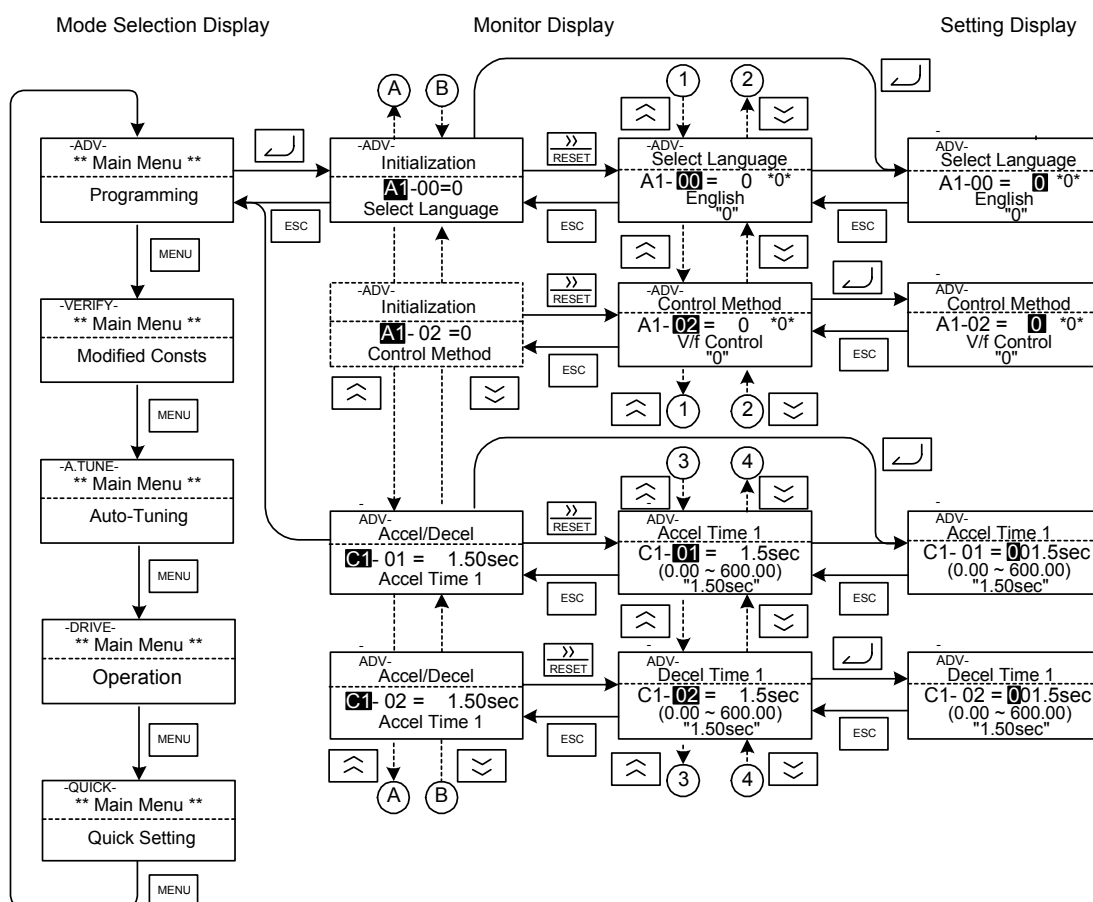 Mode Selection Display
Monitor Display
Setting Display
-ADV-
** Main Menu **
Programming
MENU
-VERIFY-
** Main Menu **
Modified Consts
MENU
-A.TUNE-
** Main Menu **
Auto-Tuning
MENU
-DRIVE-
** Main Menu **
Operation
MENU
-QUICK-
** Main Menu **
Quick Setting
MENU
A
B
-ADV-
Initialization
A1-00=0
Select Language
ESC
-ADV-
Initialization
A1- 02 =0
Control Method
-
ADV-
Accel/Decel
C1- 01 = 1.50sec
Accel Time 1
-
ADV-
Accel/Decel
C1- 02 = 1.50sec
Accel Time 1
A
B
>>
RESET
ESC
>>
RESET
ESC
>>
RESET
ESC
>>
RESET
ESC
1
2
-ADV-
Select Language
A1- 00 = 0 *0*
English
"0"
-ADV-
Control Method
A1- 02 = 0 *0*
V/f Control
"0"
1
2
3
4
-
ADV-
Accel Time 1
C1- 01 = 1.5sec
(0.00 ~ 600.00)
"1.50sec"
-
ADV-
Decel Time 1
C1- 02 = 1.5sec
(0.00 ~ 600.00)
"1.50sec"
3
4
ESC
ESC
ESC
ESC
-
ADV-
Select Language
A1-00 = 0 *0*
English
"0"
-ADV-
Control Method
A1-02 = 0 *0*
V/f Control
"0"
-
ADV-
Accel Time 1
C1- 01 = 001.5sec
(0.00 ~ 600.00)
"1.50sec"
-
ADV-
Decel Time 1
C1- 02 = 001.5sec
(0.00 ~ 600.00)
"1.50sec"